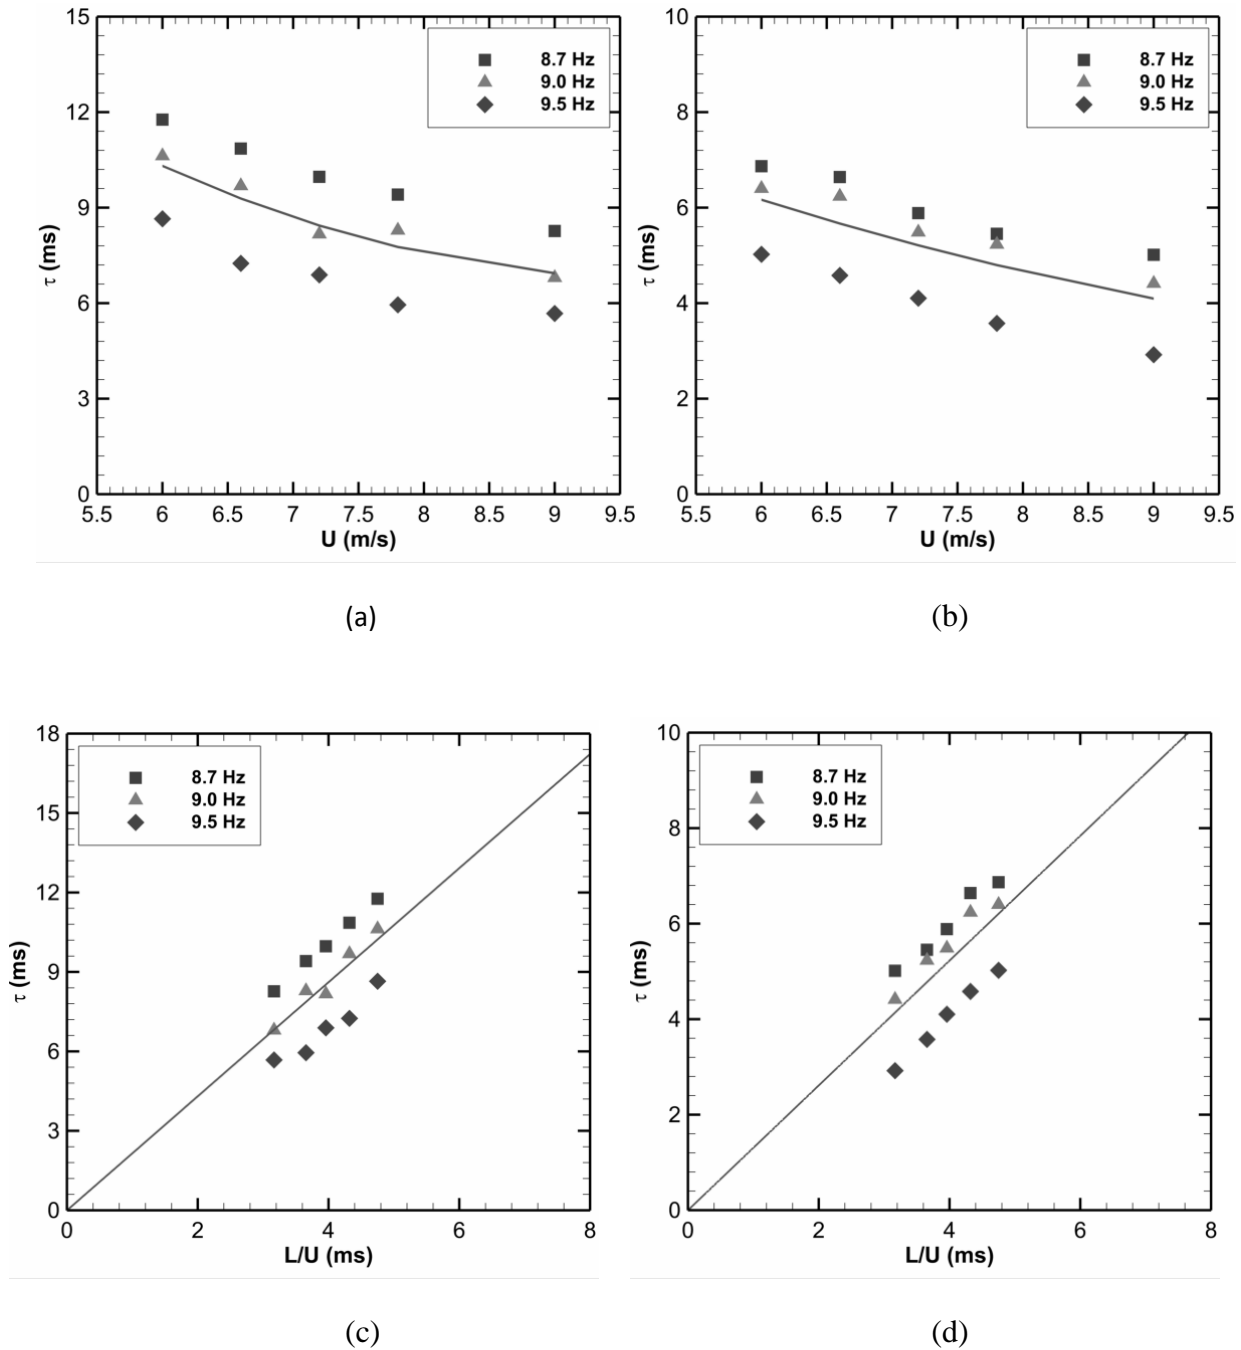 15
12
9
6
3
0
τ (ms)
8.7 Hz
9.0 Hz
9.5 Hz
5.5 6 6.5 7 7.5 8 8.5 9 9.5
U (m/s)
(a)
10
8
6
4
2
0
τ (ms)
8.7 Hz
9.0 Hz
9.5 Hz
5.5 6 6.5 7 7.5 8 8.5 9 9.5
U (m/s)
(b)
18
15
12
9
6
3
0
τ (ms)
8.7 Hz
9.0 Hz
9.5 Hz
0 2 4 6 8
L/U (ms)
(c)
10
8
6
4
2
0
τ (ms)
8.7 Hz
9.0 Hz
9.5 Hz
0 2 4 6 8
L/U (ms)
(d)